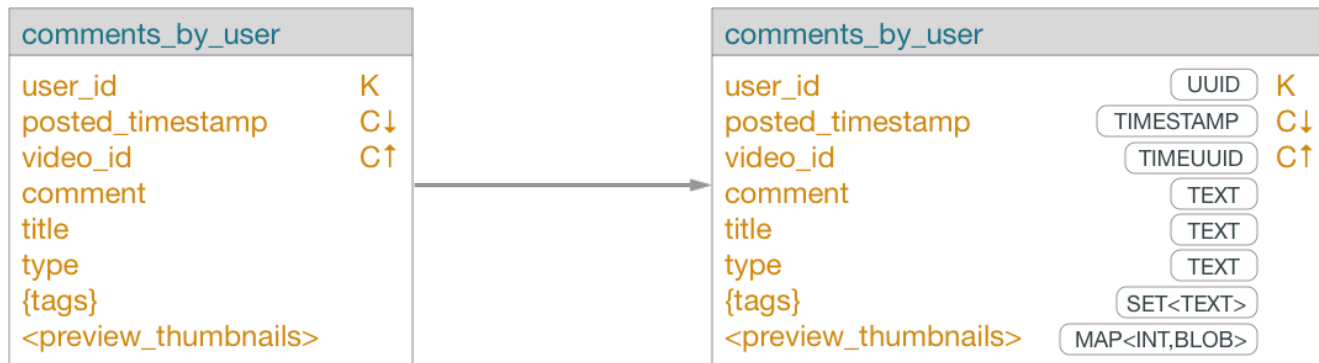 comments_by_user
user_id K
posted_timestamp C↓
video_id C↑
comment
title
type
{tags}
<preview_thumbnails>
comments_by_user
user_id UUID K
posted_timestamp TIMESTAMP C↓
video_id TIMEUUID C↑
comment TEXT
title TEXT
type TEXT
{tags} SET<TEXT>
<preview_thumbnails> MAP<INT,BLOB>